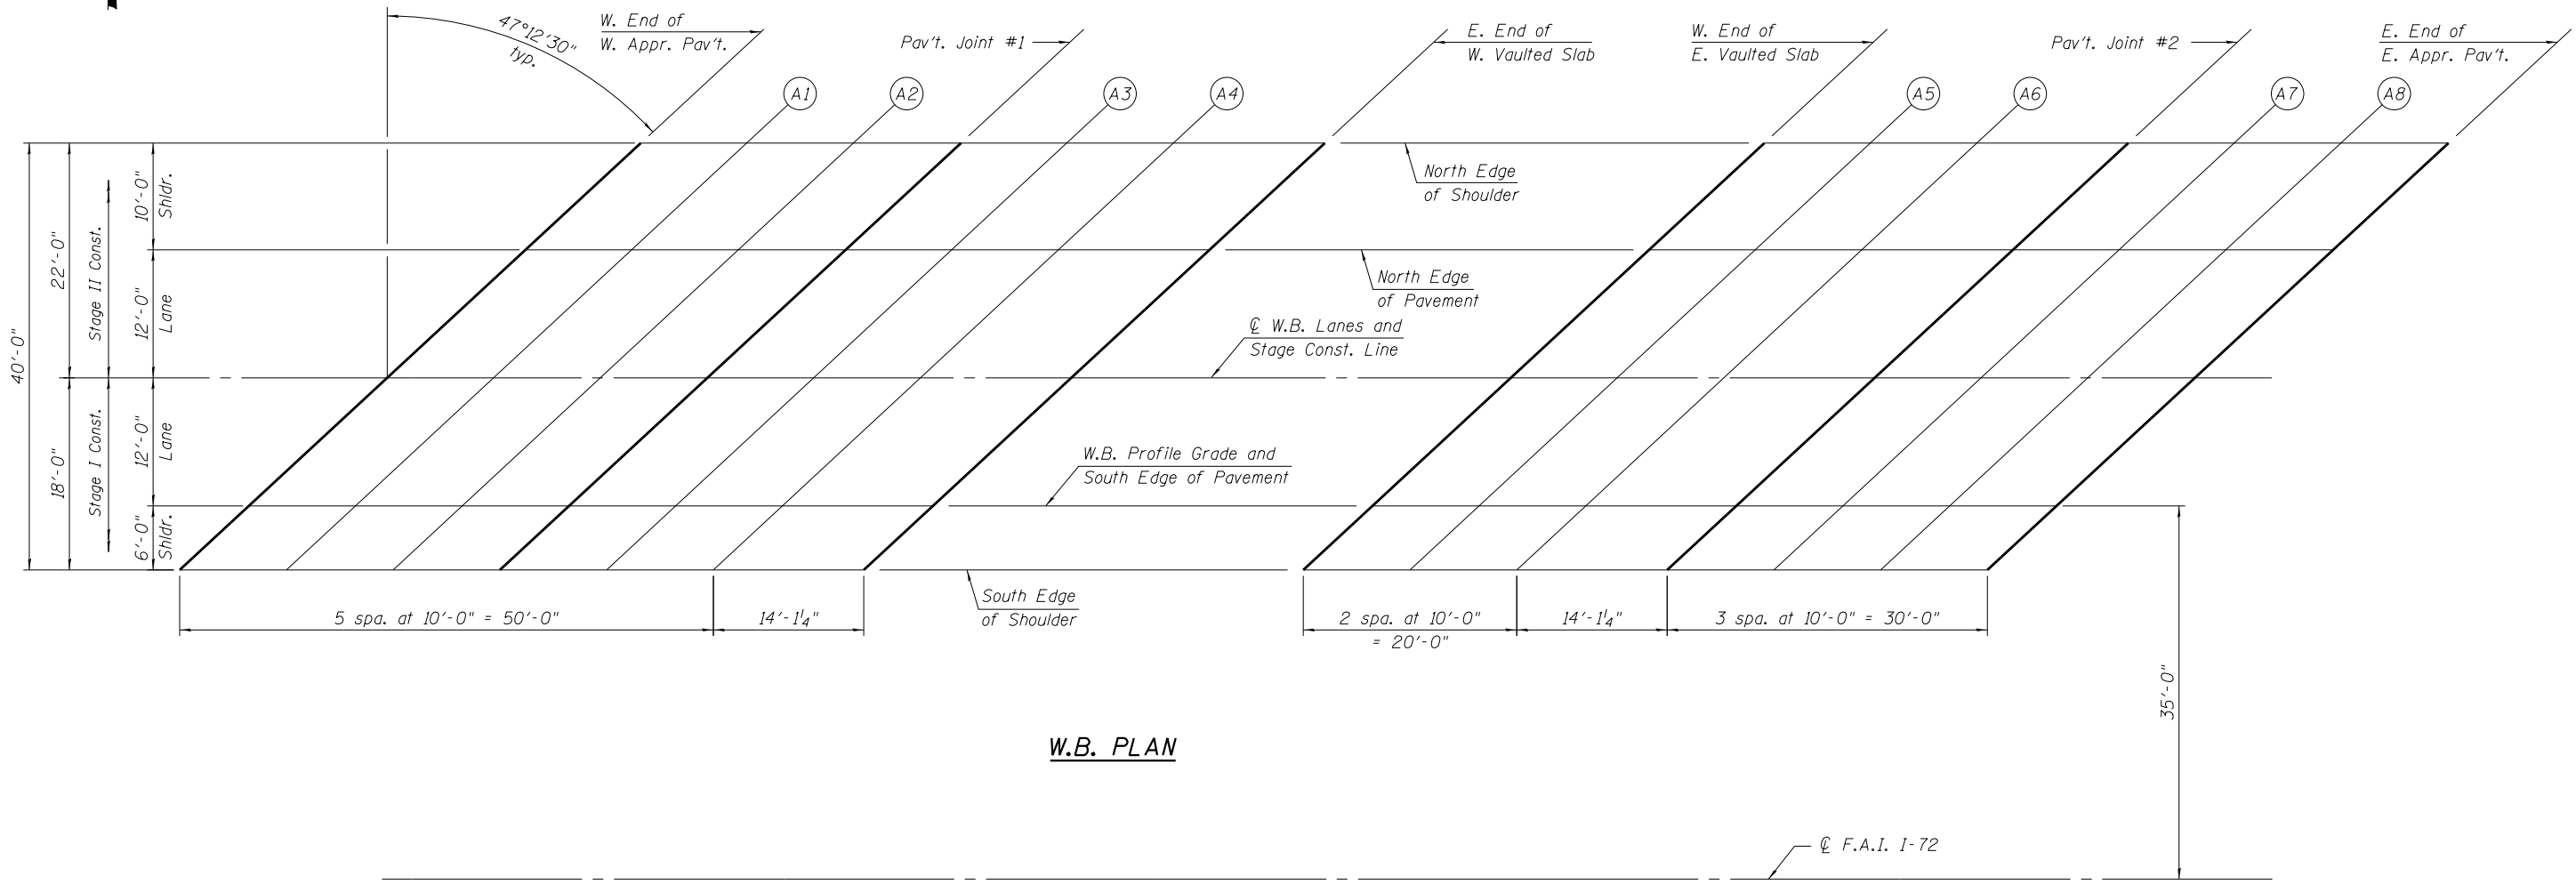 47°12'30"
typ.
W. End of
W. Appr. Pav't.
Pav't. Joint #1
E. End of
W. Vaulted Slab
W. End of
E. Vaulted Slab
Pav't. Joint #2
E. End of
E. Appr. Pav't.
A1
A2
A3
A4
A5
A6
A7
A8
40'-0"
22'-0"
18'-0"
Stage II Const.
Stage I Const.
10'-0"
Shldr.
12'-0"
Lane
12'-0"
Lane
6'-0"
Shldr.
North Edge
of Shoulder
North Edge
of Pavement
℄ W.B. Lanes and
Stage Const. Line
W.B. Profile Grade and
South Edge of Pavement
South Edge
of Shoulder
5 spa. at 10'-0" = 50'-0"
14'-1¼"
2 spa. at 10'-0"
= 20'-0"
14'-1¼"
3 spa. at 10'-0" = 30'-0"
35'-0"
W.B. PLAN
℄ F.A.I. I-72